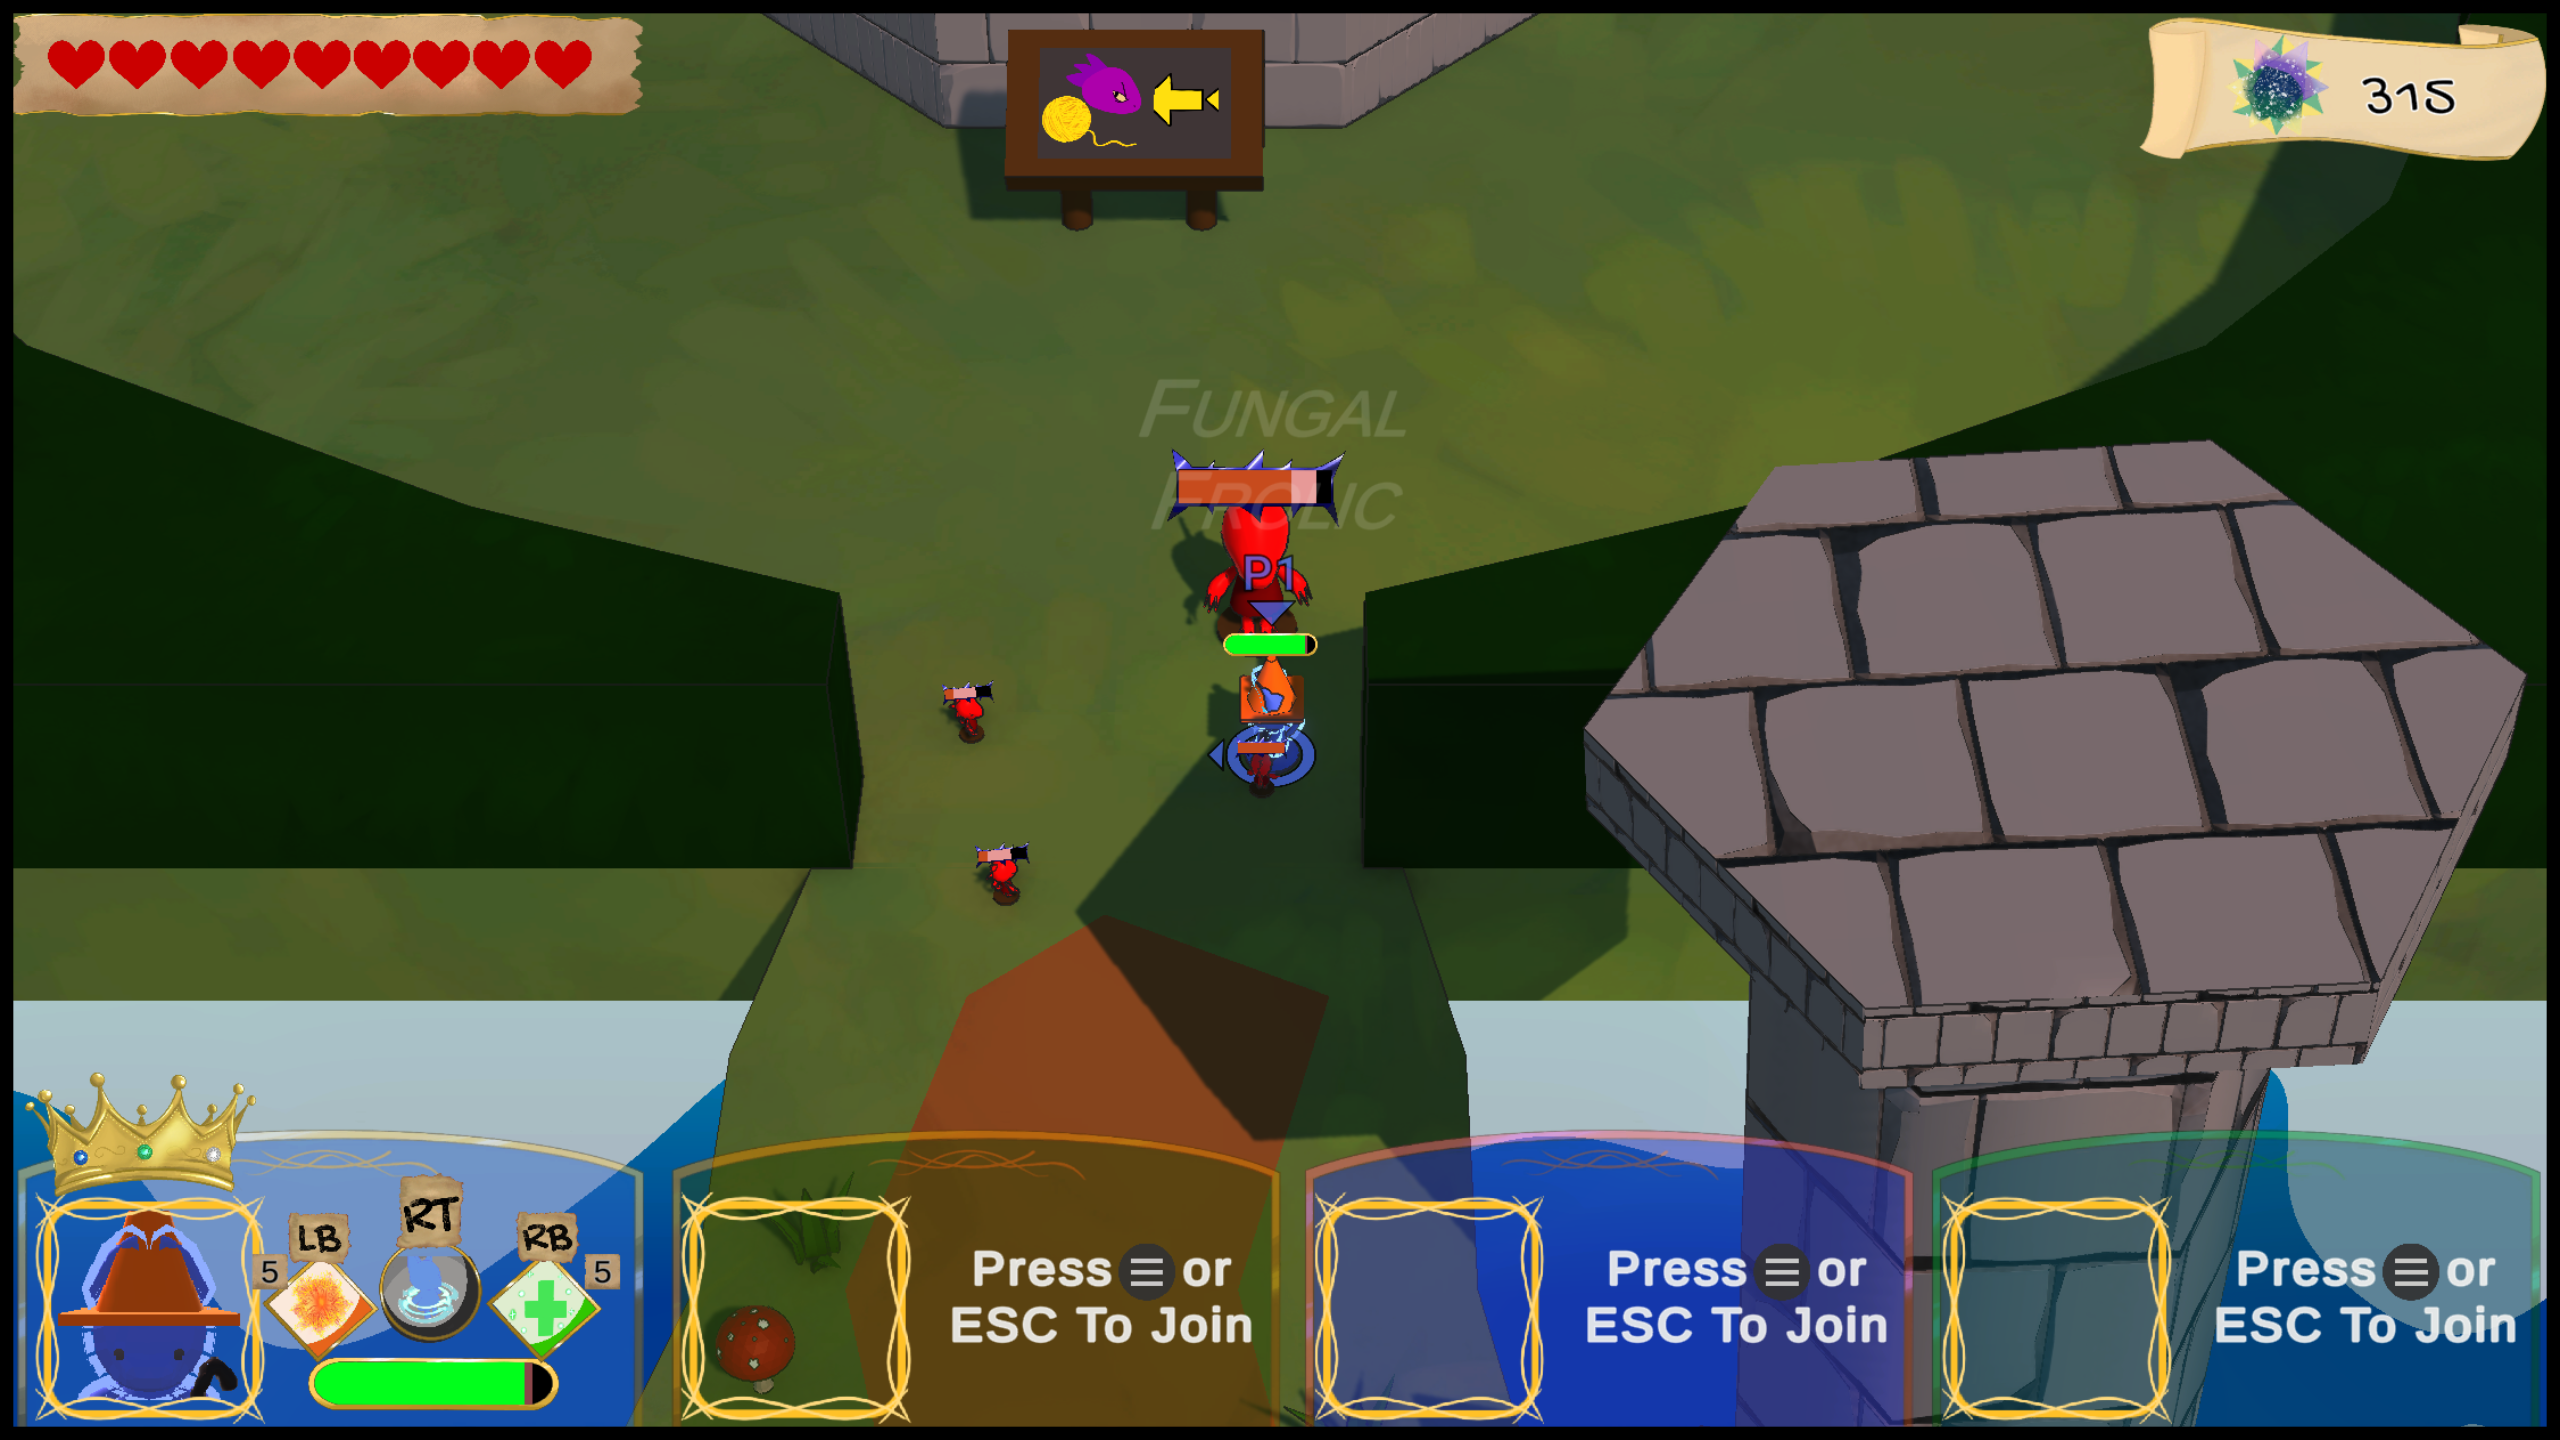 315
FUNGAL
FROLIC
P1
LB
RT
RB
5
5
Press or
ESC To Join
Press or
ESC To Join
Press or
ESC To Join